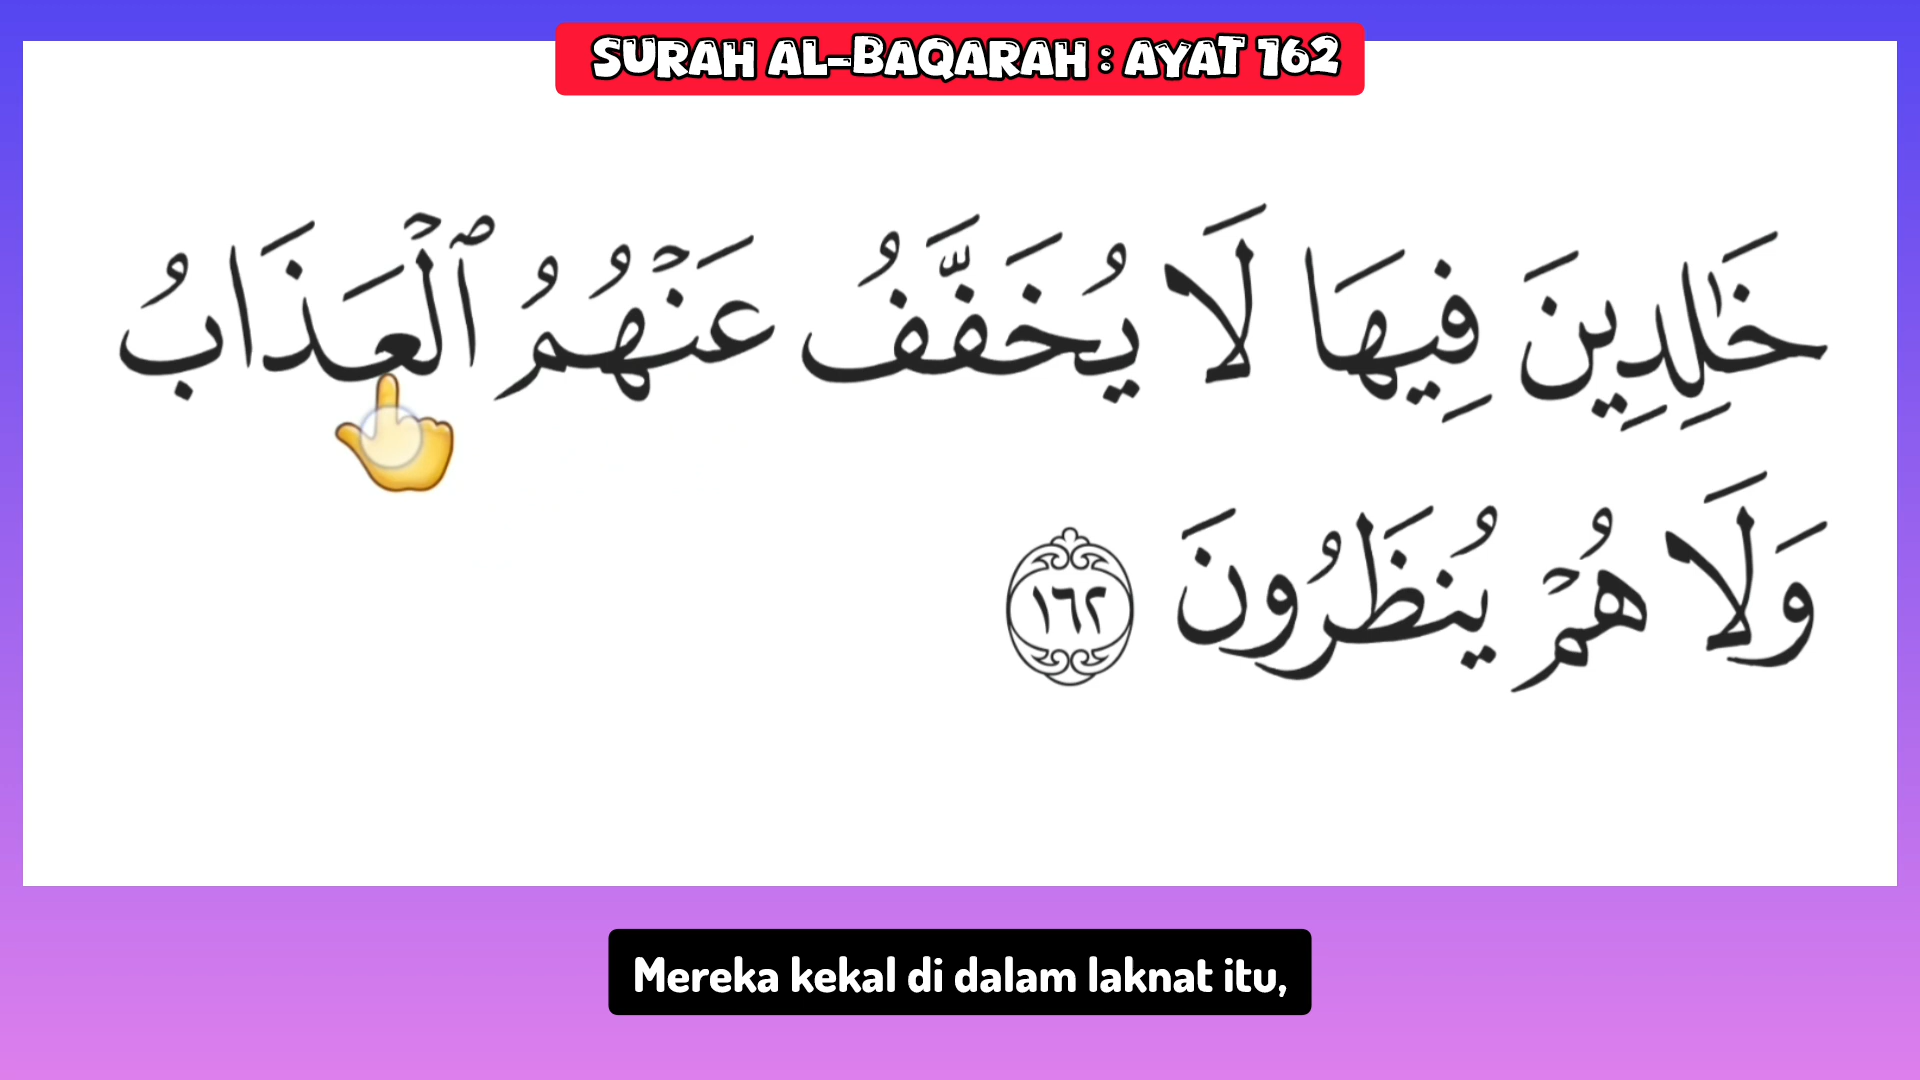 SURAH AL-BAQARAH : AYAT 162
خَٰلِدِينَ فِيهَا لَا يُخَفَّفُ عَنۡهُمُ ٱلۡعَذَابُ
وَلَا هُمۡ يُنظَرُونَ ١٦٢
Mereka kekal di dalam laknat itu,